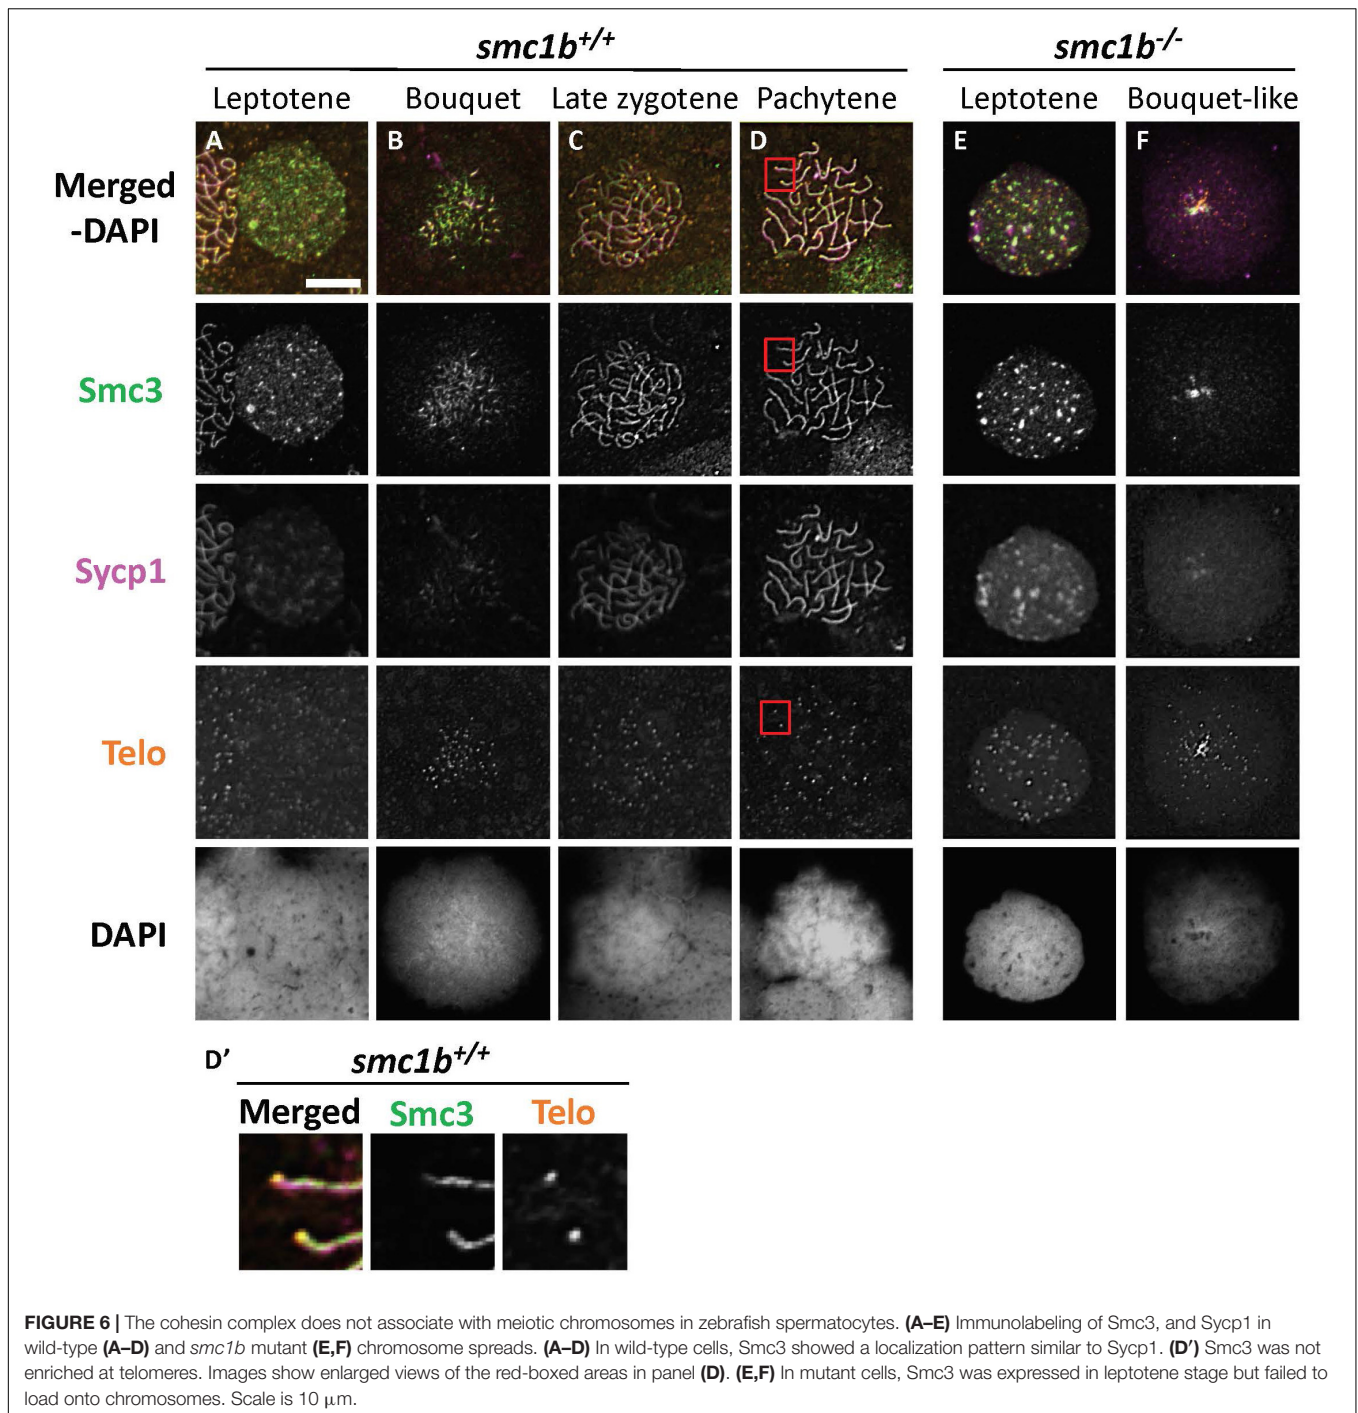 smc1b+/+ smc1b-/-
Leptotene Bouquet Late zygotene Pachytene Leptotene Bouquet-like
A B C D E F
Merged
-DAPI
Smc3
Sycp1
Telo
DAPI
D’ smc1b+/+
Merged Smc3 Telo
FIGURE 6 | The cohesin complex does not associate with meiotic chromosomes in zebrafish spermatocytes. (A–E) Immunolabeling of Smc3, and Sycp1 in
wild-type (A–D) and smc1b mutant (E,F) chromosome spreads. (A–D) In wild-type cells, Smc3 showed a localization pattern similar to Sycp1. (D’) Smc3 was not
enriched at telomeres. Images show enlarged views of the red-boxed areas in panel (D). (E,F) In mutant cells, Smc3 was expressed in leptotene stage but failed to
load onto chromosomes. Scale is 10 μm.